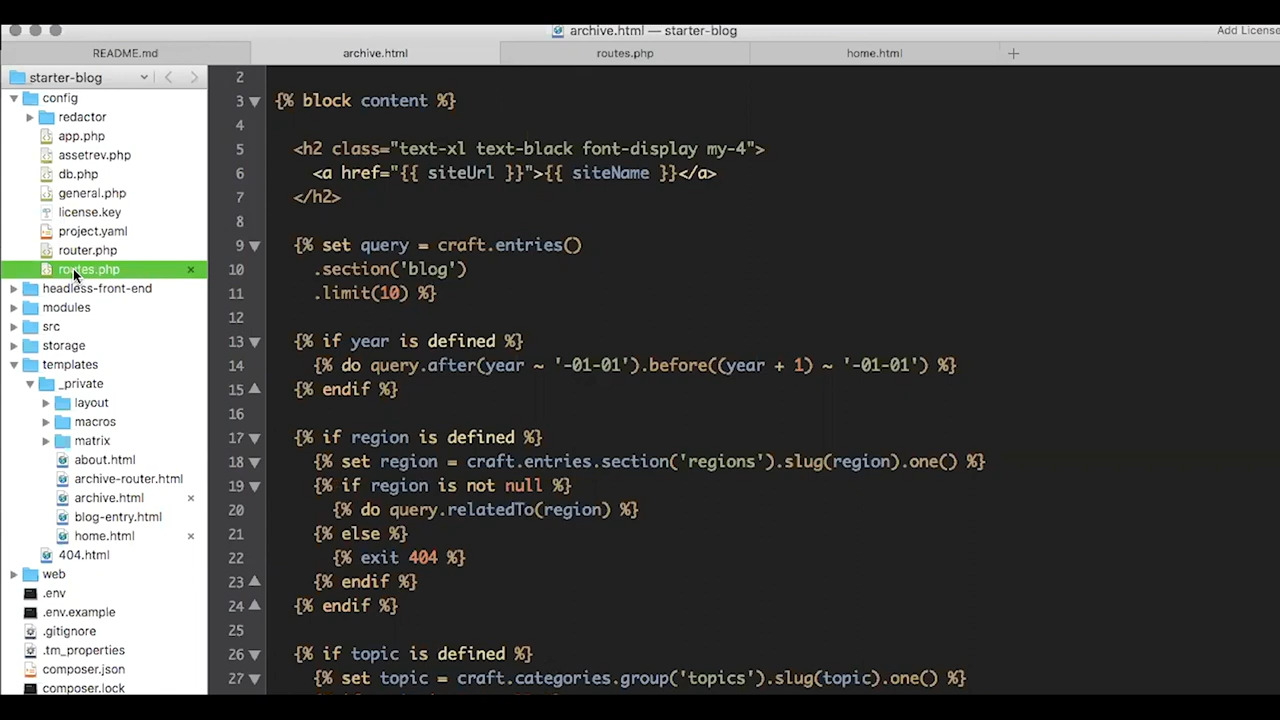 archive.html — starter-blog
Add License
README.md
archive.html
routes.php
home.html
starter-blog
config
redactor
app.php
assetrev.php
db.php
general.php
license.key
project.yaml
router.php
routes.php
headless-front-end
modules
src
storage
templates
_private
layout
macros
matrix
about.html
archive-router.html
archive.html
blog-entry.html
home.html
404.html
web
.env
.env.example
.gitignore
.tm_properties
composer.json
composer.lock
2
3 {% block content %}
4
5 <h2 class="text-xl text-black font-display my-4">
6 <a href="{{ siteUrl }}">{{ siteName }}</a>
7 </h2>
8
9 {% set query = craft.entries()
10 .section('blog')
11 .limit(10) %}
12
13 {% if year is defined %}
14 {% do query.after(year ~ '-01-01').before((year + 1) ~ '-01-01') %}
15 {% endif %}
16
17 {% if region is defined %}
18 {% set region = craft.entries.section('regions').slug(region).one() %}
19 {% if region is not null %}
20 {% do query.relatedTo(region) %}
21 {% else %}
22 {% exit 404 %}
23 {% endif %}
24 {% endif %}
25
26 {% if topic is defined %}
27 {% set topic = craft.categories.group('topics').slug(topic).one() %}